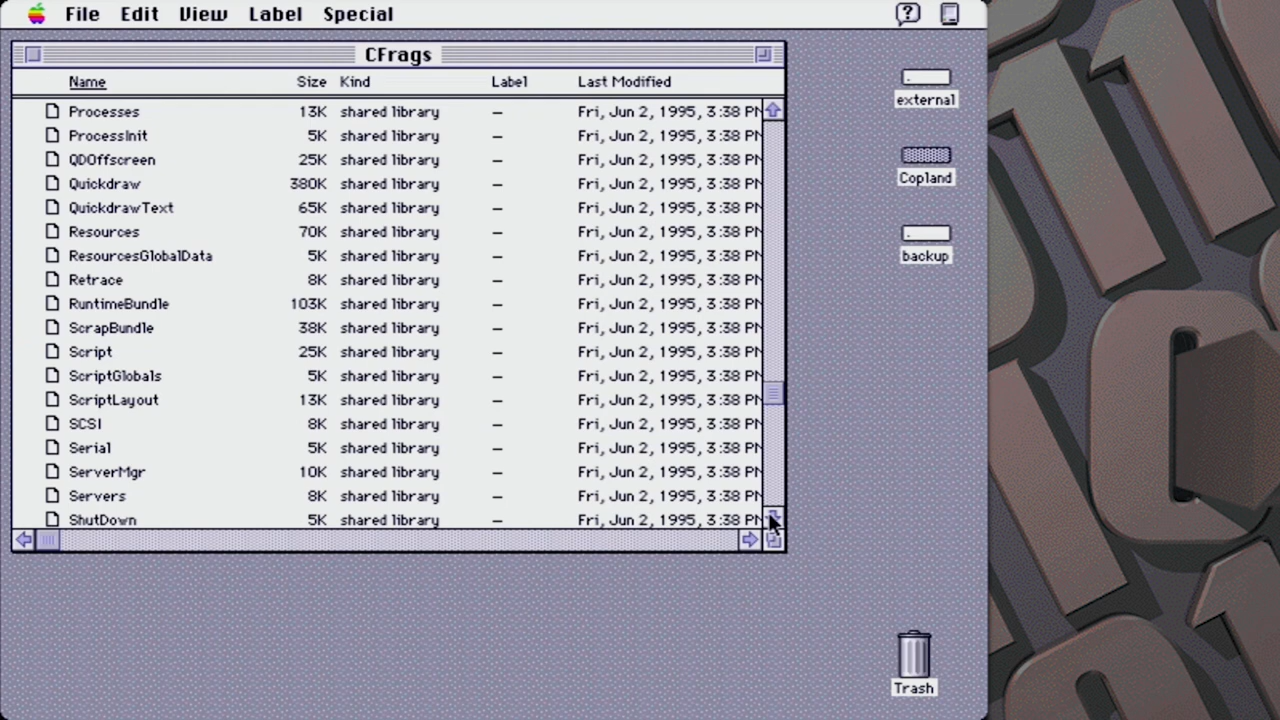 File Edit View Label Special
CFrags
Name Size Kind Label Last Modified
Processes 13K shared library – Fri, Jun 2, 1995, 3:38 PM
ProcessInit 5K shared library – Fri, Jun 2, 1995, 3:38 PM
QDOffscreen 25K shared library – Fri, Jun 2, 1995, 3:38 PM
Quickdraw 380K shared library – Fri, Jun 2, 1995, 3:38 PM
QuickdrawText 65K shared library – Fri, Jun 2, 1995, 3:38 PM
Resources 70K shared library – Fri, Jun 2, 1995, 3:38 PM
ResourcesGlobalData 5K shared library – Fri, Jun 2, 1995, 3:38 PM
Retrace 8K shared library – Fri, Jun 2, 1995, 3:38 PM
RuntimeBundle 103K shared library – Fri, Jun 2, 1995, 3:38 PM
ScrapBundle 38K shared library – Fri, Jun 2, 1995, 3:38 PM
Script 25K shared library – Fri, Jun 2, 1995, 3:38 PM
ScriptGlobals 5K shared library – Fri, Jun 2, 1995, 3:38 PM
ScriptLayout 13K shared library – Fri, Jun 2, 1995, 3:38 PM
SCSI 8K shared library – Fri, Jun 2, 1995, 3:38 PM
Serial 5K shared library – Fri, Jun 2, 1995, 3:38 PM
ServerMgr 10K shared library – Fri, Jun 2, 1995, 3:38 PM
Servers 8K shared library – Fri, Jun 2, 1995, 3:38 PM
ShutDown 5K shared library – Fri, Jun 2, 1995, 3:38 PM
external
Copland
backup
Trash